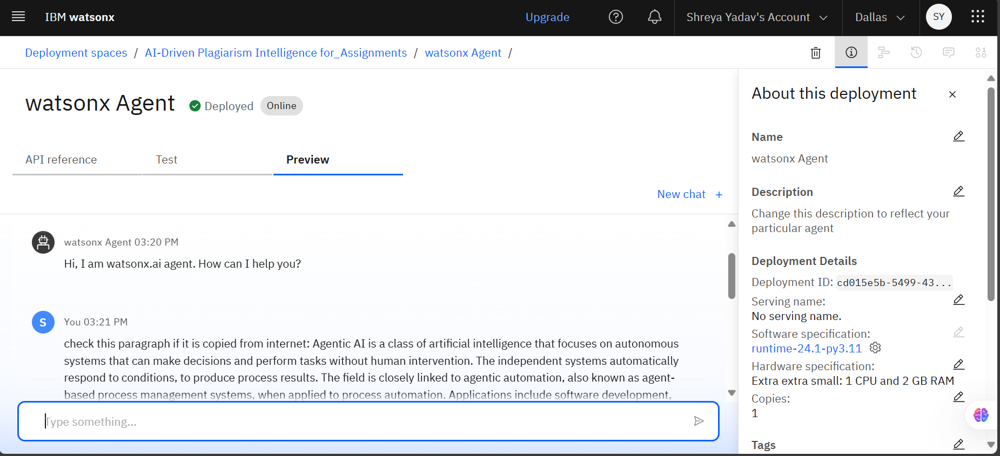 IBM watsonx
Upgrade
Shreya Yadav's Account
Dallas
SY
Deployment spaces / AI-Driven Plagiarism Intelligence for_Assignments / watsonx Agent /
watsonx Agent
Deployed
Online
API reference
Test
Preview
New chat +
watsonx Agent 03:20 PM
Hi, I am watsonx.ai agent. How can I help you?
S
You 03:21 PM
check this paragraph if it is copied from internet: Agentic AI is a class of artificial intelligence that focuses on autonomous
systems that can make decisions and perform tasks without human intervention. The independent systems automatically
respond to conditions, to produce process results. The field is closely linked to agentic automation, also known as agent-
based process management systems, when applied to process automation. Applications include software development,
Type something...
About this deployment
Name
watsonx Agent
Description
Change this description to reflect your
particular agent
Deployment Details
Deployment ID: cd015e5b-5499-43...
Serving name:
No serving name.
Software specification:
runtime-24.1-py3.11
Hardware specification:
Extra extra small: 1 CPU and 2 GB RAM
Copies:
1
Tags